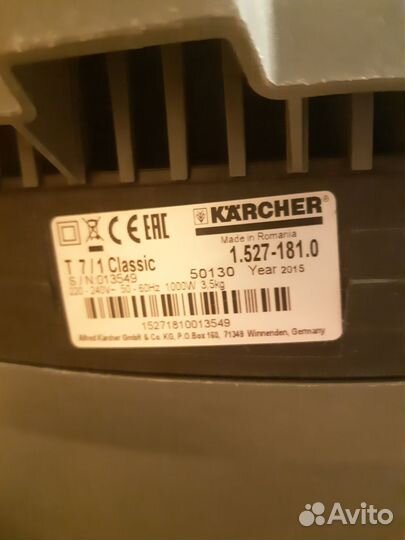 CE EAC
KÄRCHER
Made in Romania
T 7/1 Classic
1.527-181.0
S/N:013549
50130 Year 2015
220 - 240V~ 50 - 60Hz 1000W 3,5kg
15271810013549
Alfred Kärcher GmbH & Co. KG, P.O.Box 160, 71349 Winnenden, Germany
Avito